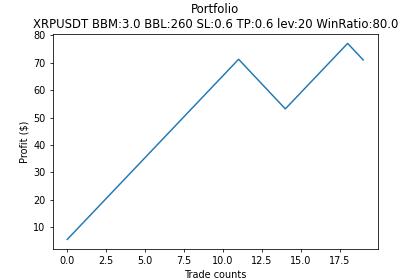 Portfolio
XRPUSDT BBM:3.0 BBL:260 SL:0.6 TP:0.6 lev:20 WinRatio:80.0
80
70
60
50
40
30
20
10
Profit ($)
0.0 2.5 5.0 7.5 10.0 12.5 15.0 17.5
Trade counts